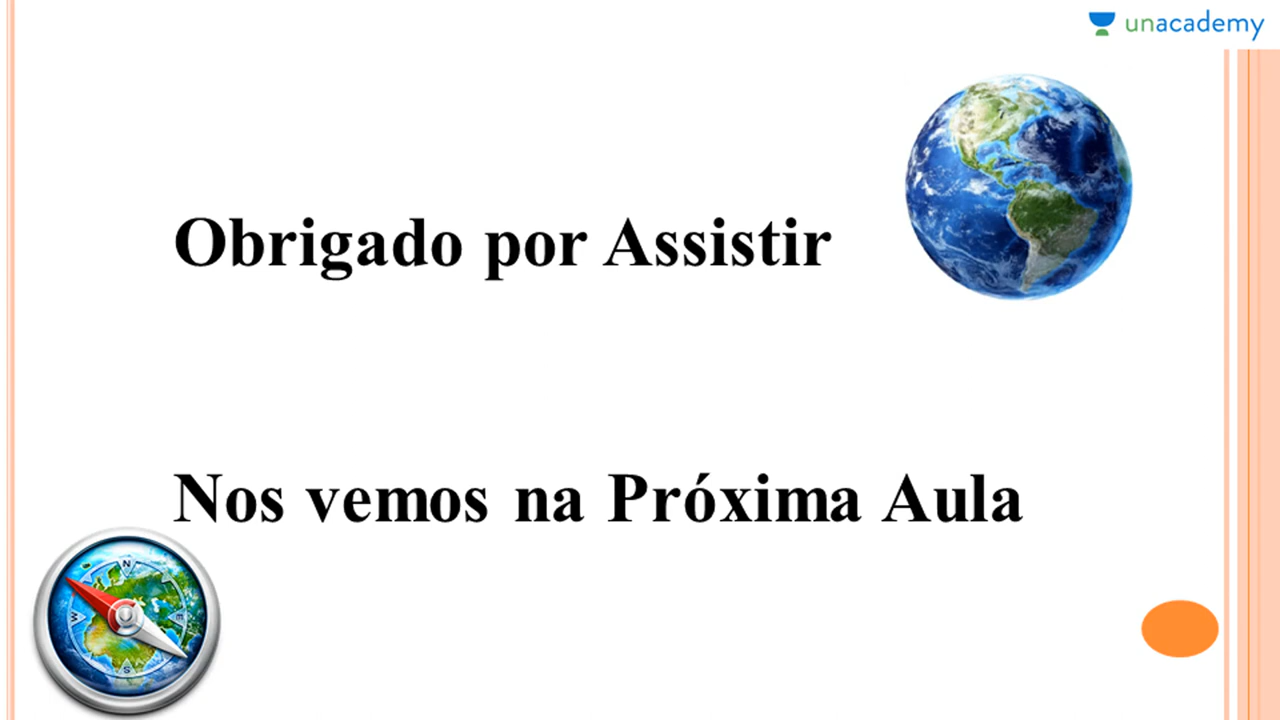 unacademy
Obrigado por Assistir
Nos vemos na Próxima Aula
N
W
E
S